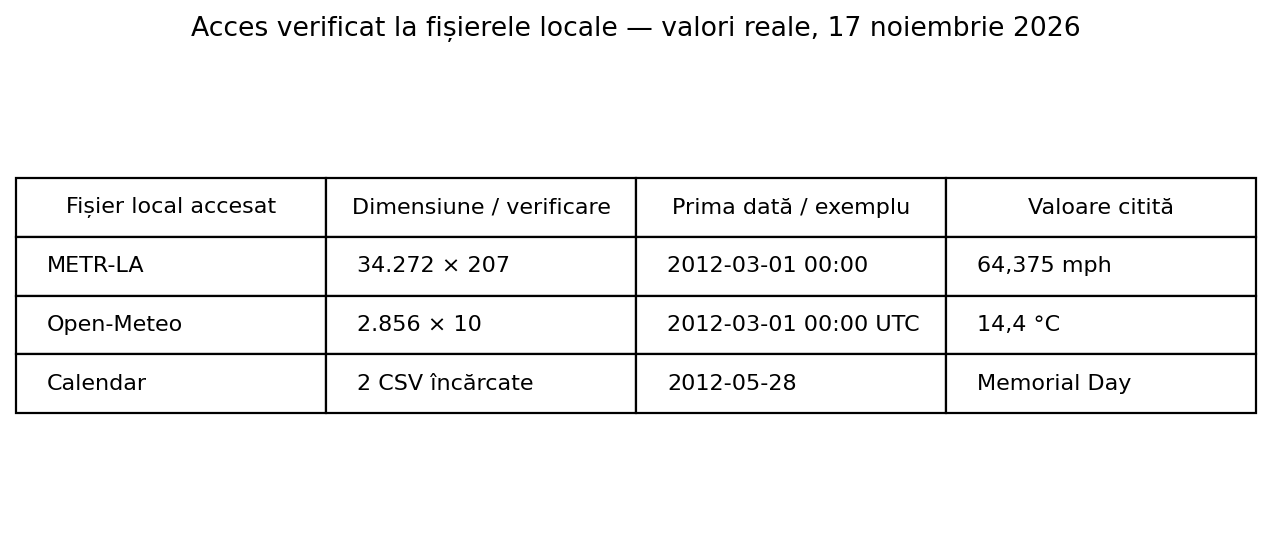 Acces verificat la fișierele locale — valori reale, 17 noiembrie 2026
Fișier local accesat Dimensiune / verificare Prima dată / exemplu Valoare citită
METR-LA 34.272 × 207 2012-03-01 00:00 64,375 mph
Open-Meteo 2.856 × 10 2012-03-01 00:00 UTC 14,4 °C
Calendar 2 CSV încărcate 2012-05-28 Memorial Day